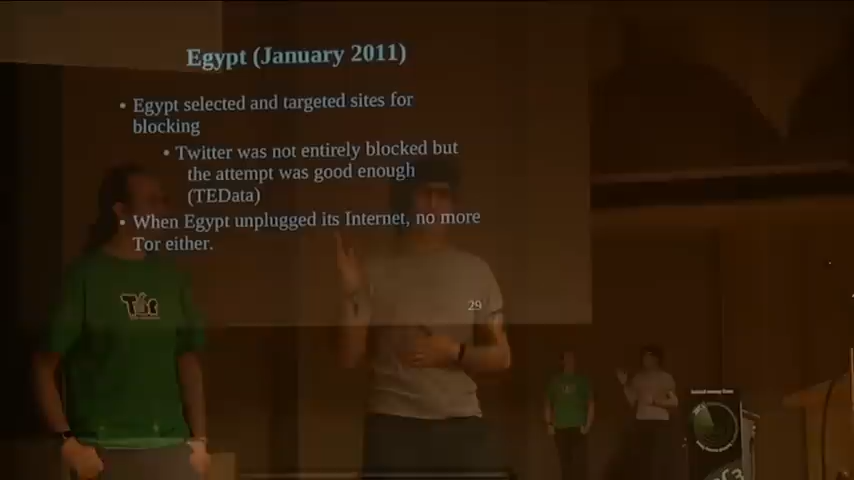 Egypt (January 2011)
• Egypt selected and targeted sites for
blocking
• Twitter was not entirely blocked but
the attempt was good enough
(TEData)
• When Egypt unplugged its Internet, no more
Tor either.
29
Tor